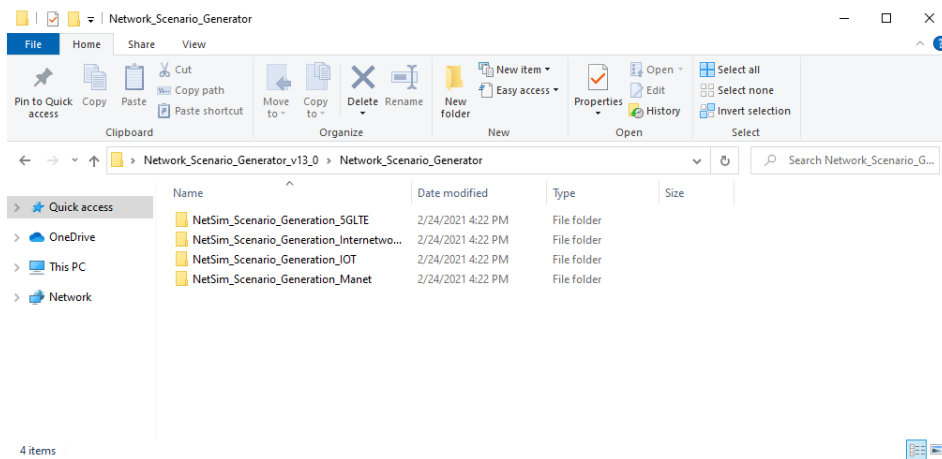 Network_Scenario_Generator
File Home Share View
Pin to Quick access
Copy
Paste
Cut
Copy path
Paste shortcut
Clipboard
Move to
Copy to
Delete
Rename
Organize
New folder
New item
Easy access
New
Properties
Open
Edit
History
Open
Select all
Select none
Invert selection
Select
Network_Scenario_Generator_v13_0 › Network_Scenario_Generator
Search Network_Scenario_G...
Quick access
OneDrive
This PC
Network
Name Date modified Type Size
NetSim_Scenario_Generation_5GLTE 2/24/2021 4:22 PM File folder
NetSim_Scenario_Generation_Internetwo... 2/24/2021 4:22 PM File folder
NetSim_Scenario_Generation_IOT 2/24/2021 4:22 PM File folder
NetSim_Scenario_Generation_Manet 2/24/2021 4:22 PM File folder
4 items